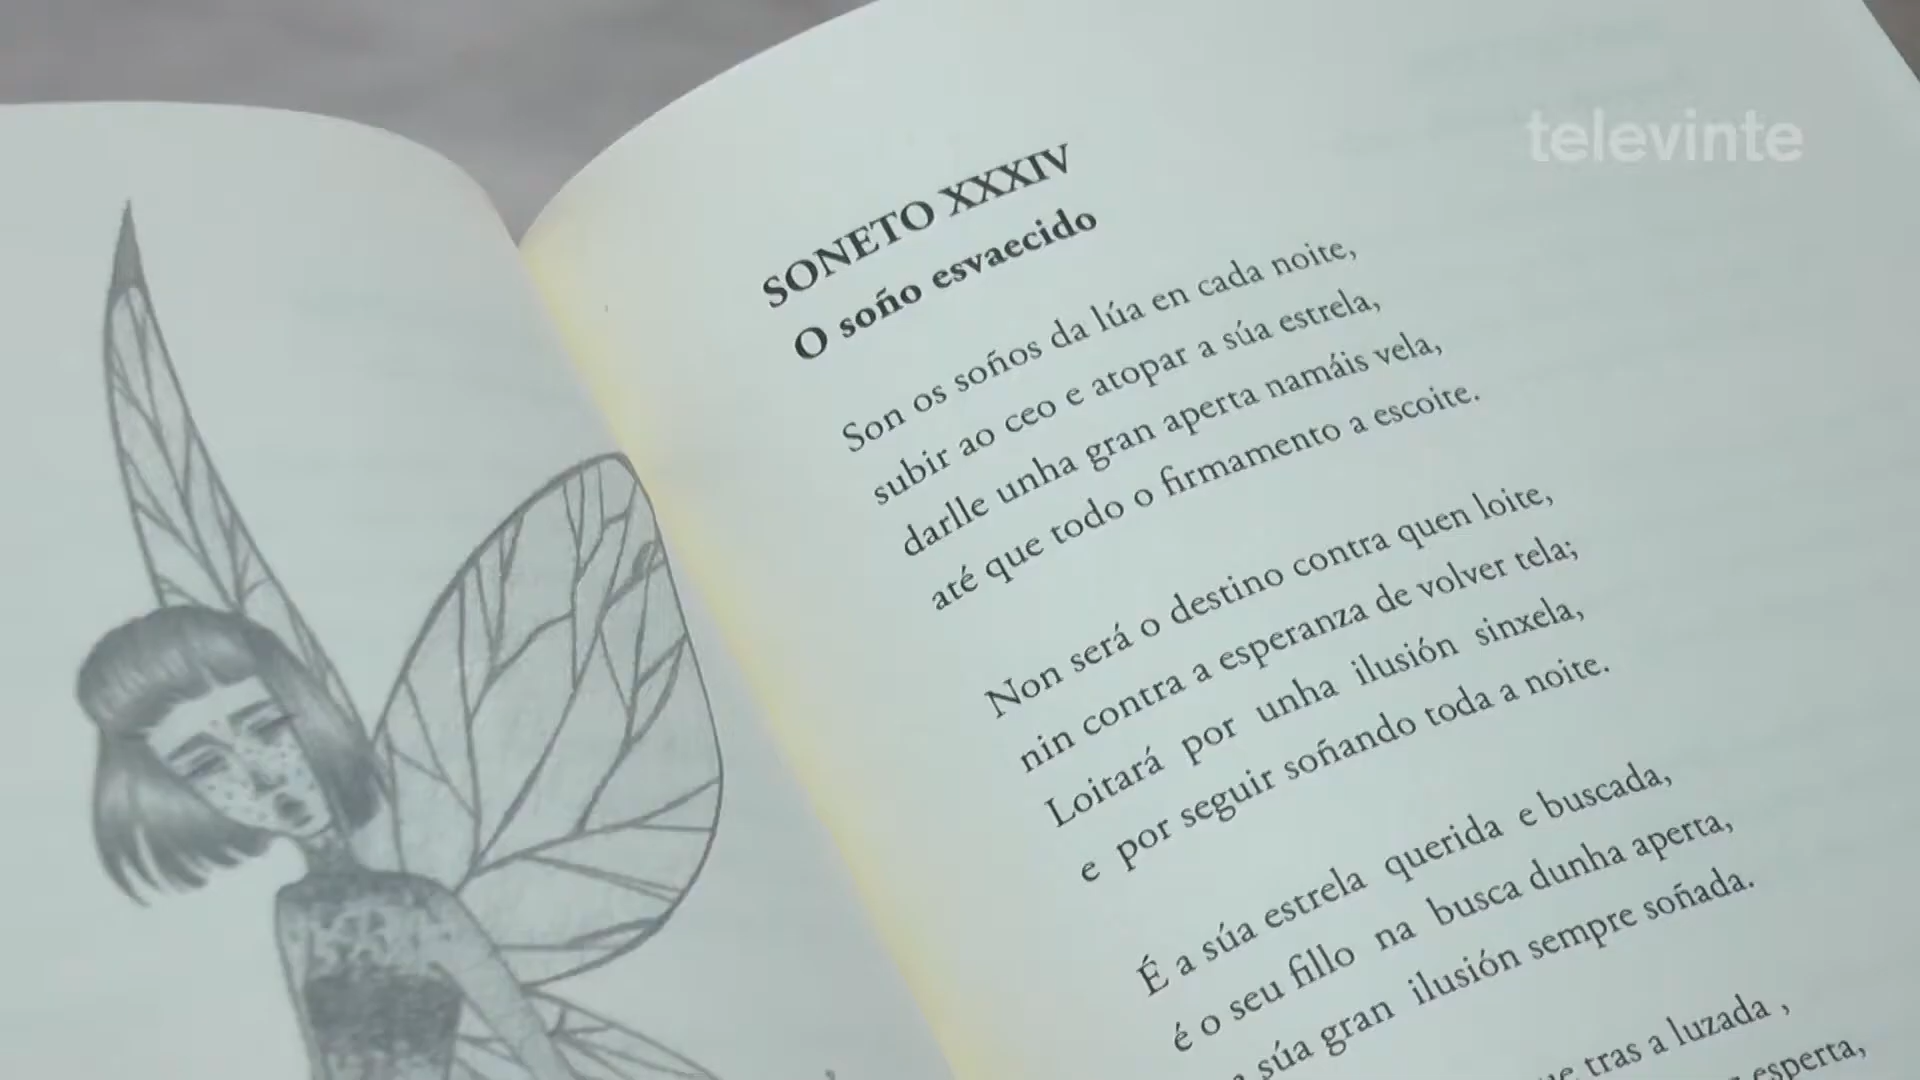 televinte
SONETO XXXIV
O soño esvaecido
Son os soños da lúa en cada noite,
subir ao ceo e atopar a súa estrela,
darlle unha gran aperta namáis vela,
até que todo o firmamento a escoite.
Non será o destino contra quen loite,
nin contra a esperanza de volver tela;
Loitará por unha ilusión sinxela,
e por seguir soñando toda a noite.
É a súa estrela querida e buscada,
é o seu fillo na busca dunha aperta,
súa gran ilusión sempre soñada.
tras a luzada ,
esperta,